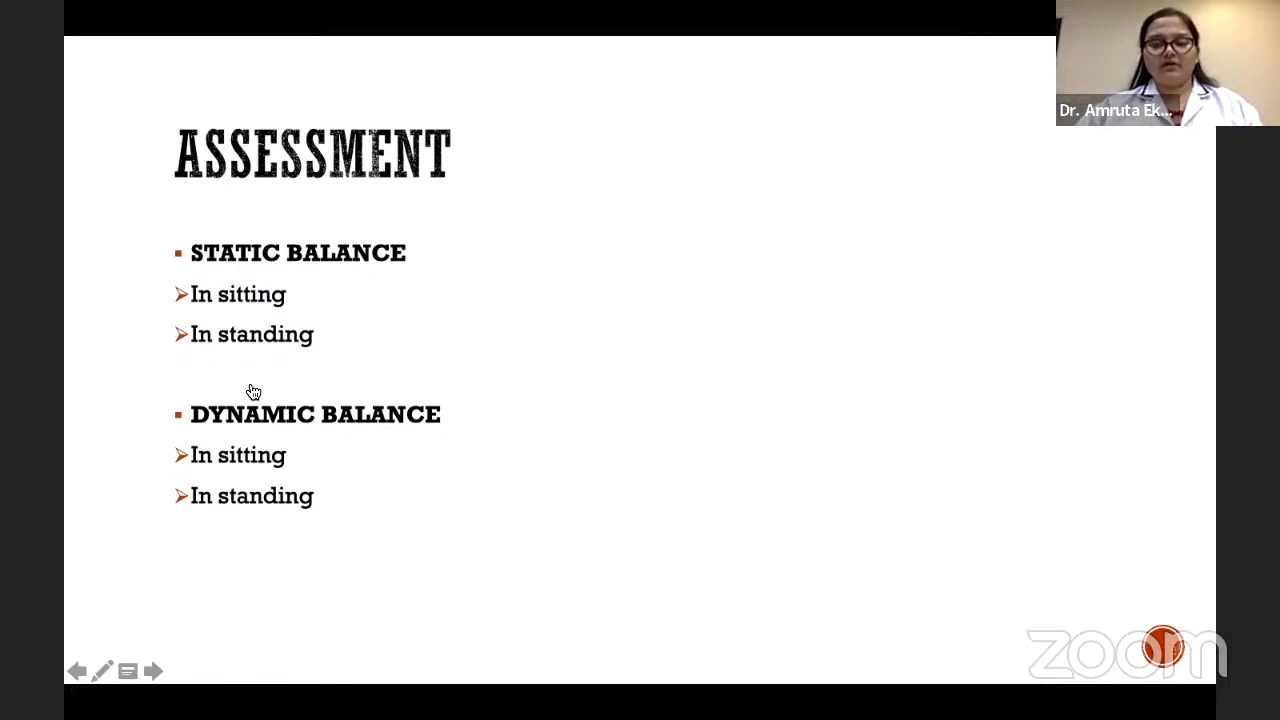 Dr. Amruta Ek...
ASSESSMENT
STATIC BALANCE
In sitting
In standing
DYNAMIC BALANCE
In sitting
In standing
zoom